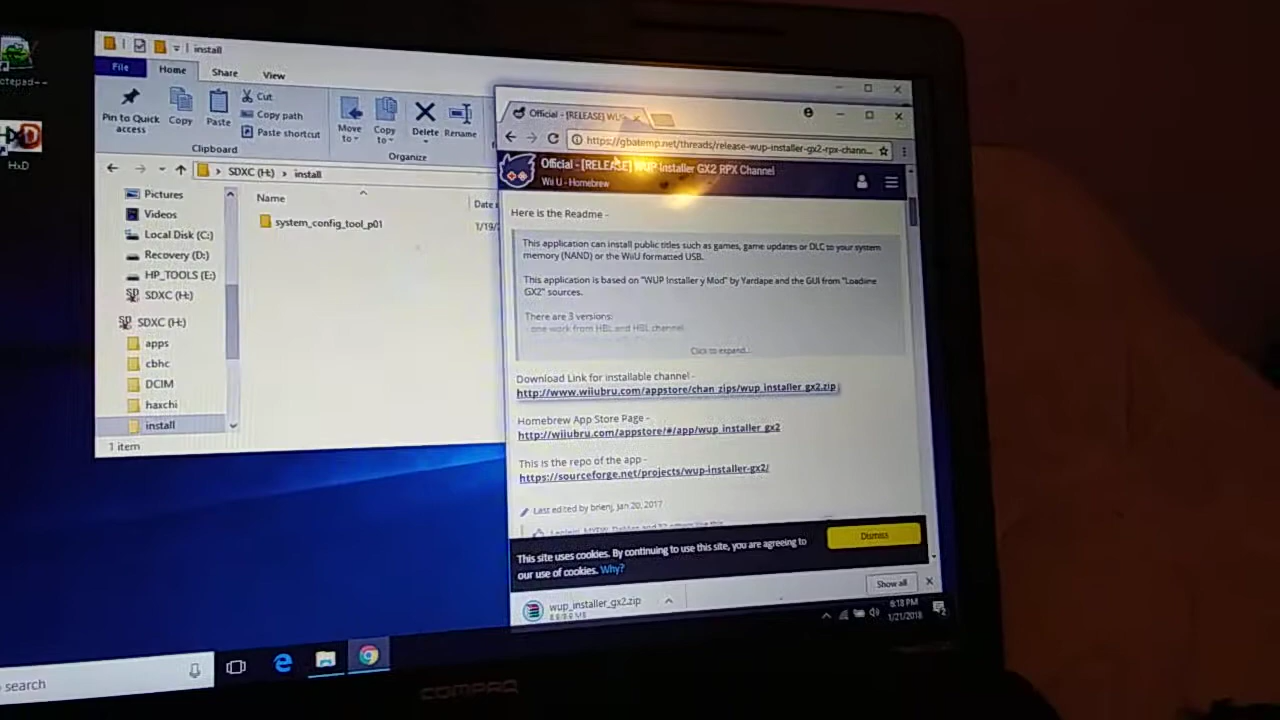 install
File
Home
Share
View
Pin to Quick
access
Copy
Paste
Cut
Copy path
Paste shortcut
Clipboard
Move
to
Copy
to
Delete
Rename
Organize
SDXC (H:) › install
Pictures
Videos
Local Disk (C:)
Recovery (D:)
HP_TOOLS (E:)
SDXC (H:)
SDXC (H:)
apps
cbhc
DCIM
haxchi
install
1 item
Name
Date
system_config_tool_p01
1/19/
HxD
Official - [RELEASE] WUP
https://gbatemp.net/threads/release-wup-installer-gx2-rpx-chann...
Official - [RELEASE] WUP Installer GX2 RPX Channel
Wii U - Homebrew
Here is the Readme -
This application can install public titles such as games, game updates or DLC to your system
memory (NAND) or the WiiU formatted USB.
This application is based on "WUP Installer y Mod" by Yardape and the GUI from "Loadiine
GX2" sources.
There are 3 versions:
- one work from HBL and HBL channel
Click to expand...
Download Link for installable channel -
http://www.wiiubru.com/appstore/chan_zips/wup_installer_gx2.zip
Homebrew App Store Page -
http://wiiubru.com/appstore/#/app/wup_installer_gx2
This is the repo of the app -
https://sourceforge.net/projects/wup-installer-gx2/
Last edited by brienj, Jan 20, 2017
This site uses cookies. By continuing to use this site, you are agreeing to
our use of cookies. Why?
Dismiss
wup_installer_gx2.zip
Show all
6:18 PM
1/21/2018
search
COMPAQ